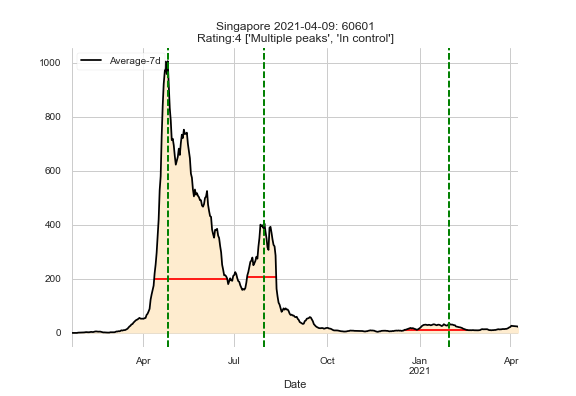 Singapore 2021-04-09: 60601
Rating:4 ['Multiple peaks', 'In control']
Average-7d
1000
800
600
400
200
0
Apr
Jul
Oct
Jan
2021
Apr
Date